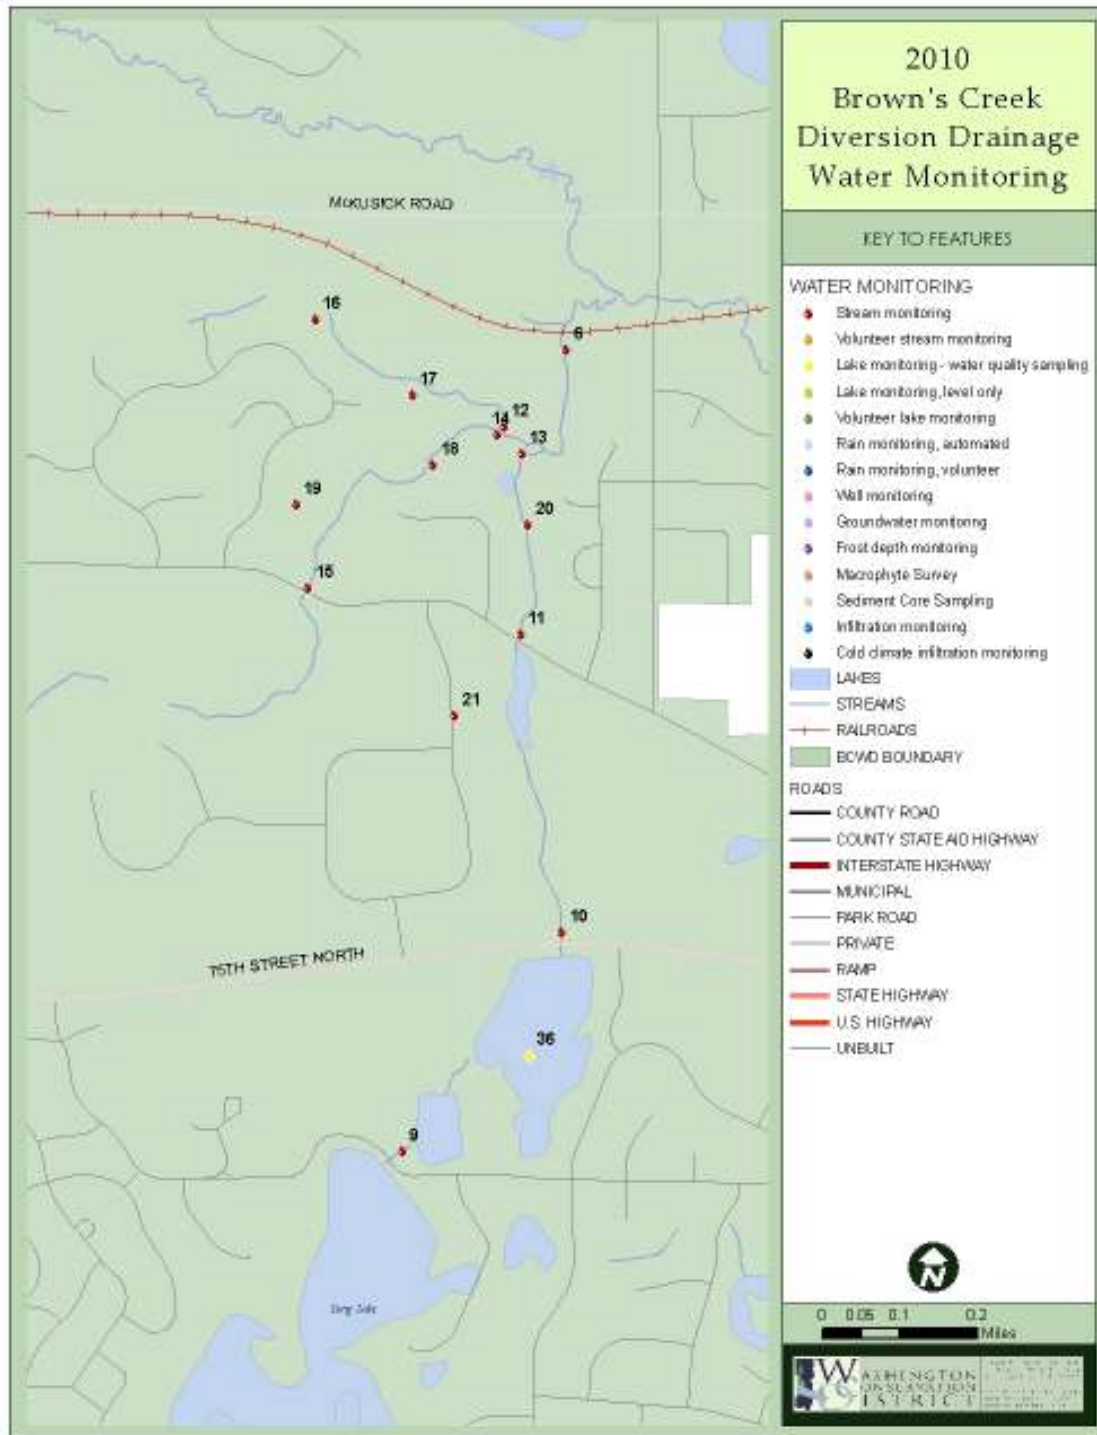 2010
Brown's Creek
Diversion Drainage
Water Monitoring
KEY TO FEATURES
WATER MONITORING
Stream monitoring
Volunteer stream monitoring
Lake monitoring - water quality sampling
Lake monitoring, level only
Volunteer lake monitoring
Rain monitoring, automated
Rain monitoring, volunteer
Well monitoring
Groundwater monitoring
Frost depth monitoring
Macrophyte Survey
Sediment Core Sampling
Infiltration monitoring
Cold climate infiltration monitoring
LAKES
STREAMS
RAILROADS
BCWD BOUNDARY
ROADS
COUNTY ROAD
COUNTY STATE AID HIGHWAY
INTERSTATE HIGHWAY
MUNICIPAL
PARK ROAD
PRIVATE
RAMP
STATE HIGHWAY
U.S. HIGHWAY
UNBUILT
N
0 0.05 0.1 0.2
Miles
WASHINGTON
CONSERVATION
DISTRICT
McKUSICK ROAD
16
6
17
12
14
13
18
19
20
15
11
21
10
75TH STREET NORTH
36
9
Long Lake